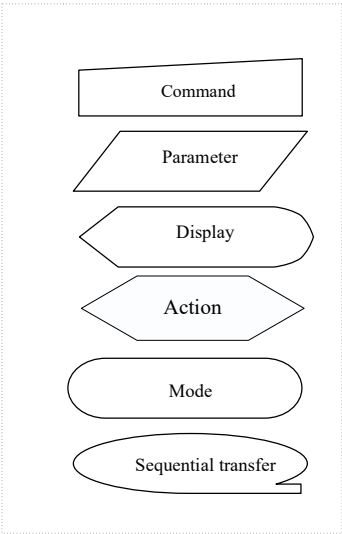 Command
Parameter
Display
Action
Mode
Sequential transfer